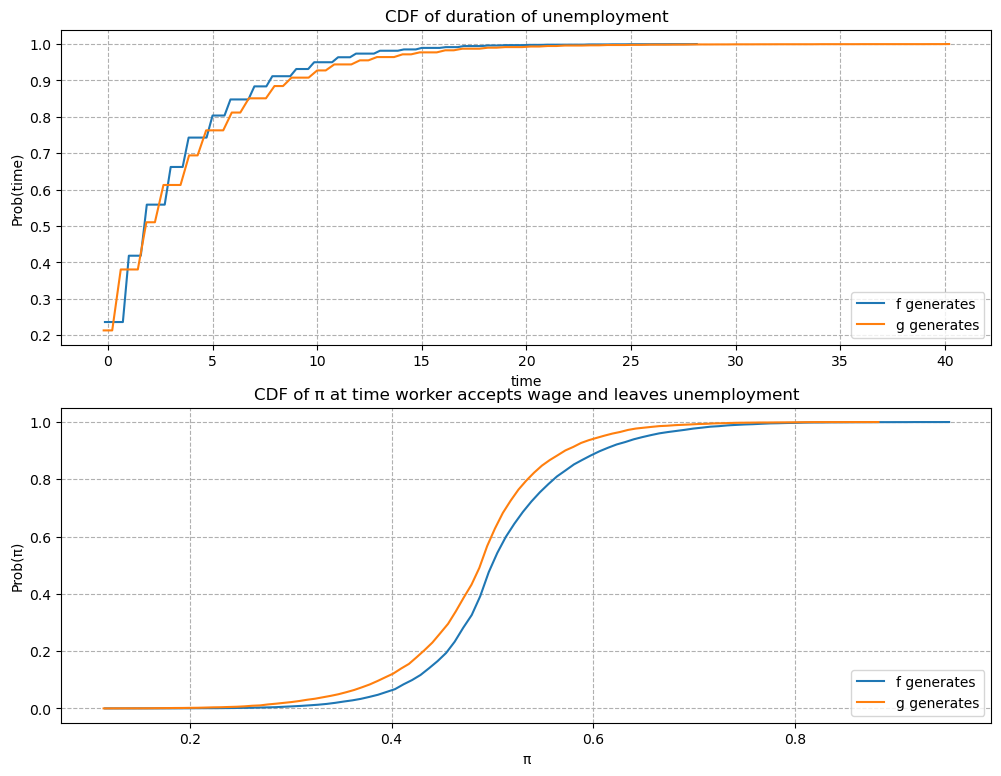 CDF of duration of unemployment
1.0
0.9
0.8
0.7
0.6
0.5
0.4
0.3
0.2
Prob(time)
f generates
g generates
0 5 10 15 20 25 30 35 40
time
CDF of π at time worker accepts wage and leaves unemployment
1.0
0.8
0.6
0.4
0.2
0.0
Prob(π)
f generates
g generates
0.2 0.4 0.6 0.8
π